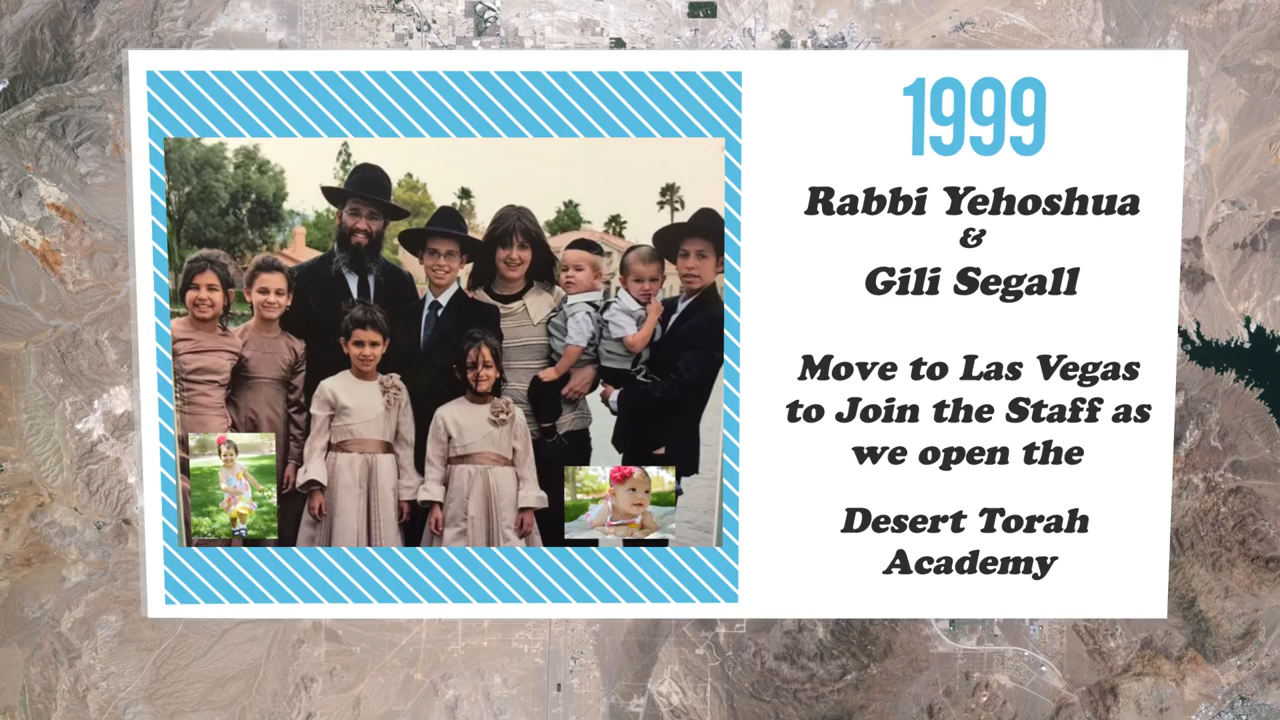 1999
Rabbi Yehoshua
&
Gili Segall
Move to Las Vegas
to Join the Staff as
we open the
Desert Torah
Academy